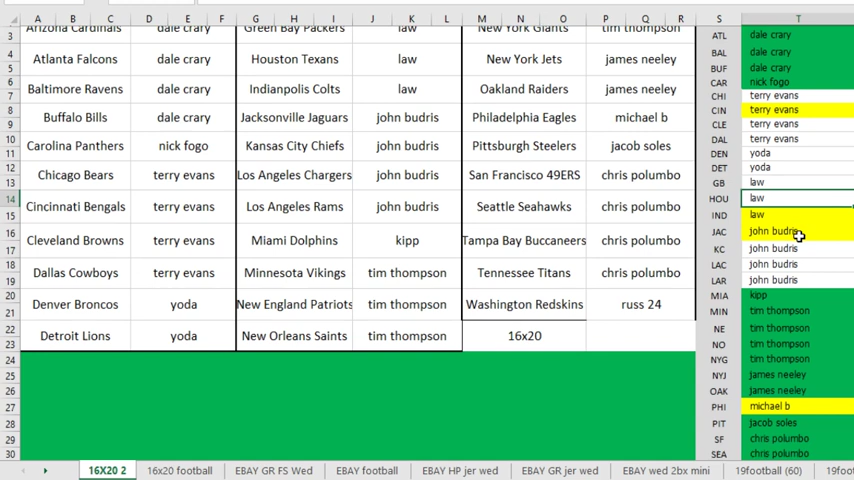 A B C D E F G H I J K L M N O P Q R S T
3 Arizona Cardinals dale crary Green Bay Packers law New York Giants tim thompson ATL dale crary
4 Atlanta Falcons dale crary Houston Texans law New York Jets james neeley BAL dale crary
5 BUF dale crary
6 Baltimore Ravens dale crary Indianpolis Colts law Oakland Raiders james neeley CAR nick fogo
7 CHI terry evans
8 Buffalo Bills dale crary Jacksonville Jaguars john budris Philadelphia Eagles michael b CIN terry evans
9 CLE terry evans
10 Carolina Panthers nick fogo Kansas City Chiefs john budris Pittsburgh Steelers jacob soles DAL terry evans
11 DEN yoda
12 Chicago Bears terry evans Los Angeles Chargers john budris San Francisco 49ERS chris polumbo DET yoda
13 GB law
14 Cincinnati Bengals terry evans Los Angeles Rams john budris Seattle Seahawks chris polumbo HOU law
15 IND law
16 Cleveland Browns terry evans Miami Dolphins kipp Tampa Bay Buccaneers chris polumbo JAC john budris
17 KC john budris
18 Dallas Cowboys terry evans Minnesota Vikings tim thompson Tennessee Titans chris polumbo LAC john budris
19 LAR john budris
20 Denver Broncos yoda New England Patriots tim thompson Washington Redskins russ 24 MIA kipp
21 MIN tim thompson
22 Detroit Lions yoda New Orleans Saints tim thompson 16x20 NE tim thompson
23 NO tim thompson
24 NYG tim thompson
25 NYJ james neeley
26 OAK james neeley
27 PHI michael b
28 PIT jacob soles
29 SF chris polumbo
30 SEA chris polumbo
16X20 2 16x20 football EBAY GR FS Wed EBAY football EBAY HP jer wed EBAY GR jer wed EBAY wed 2bx mini 19football (60) 19foot